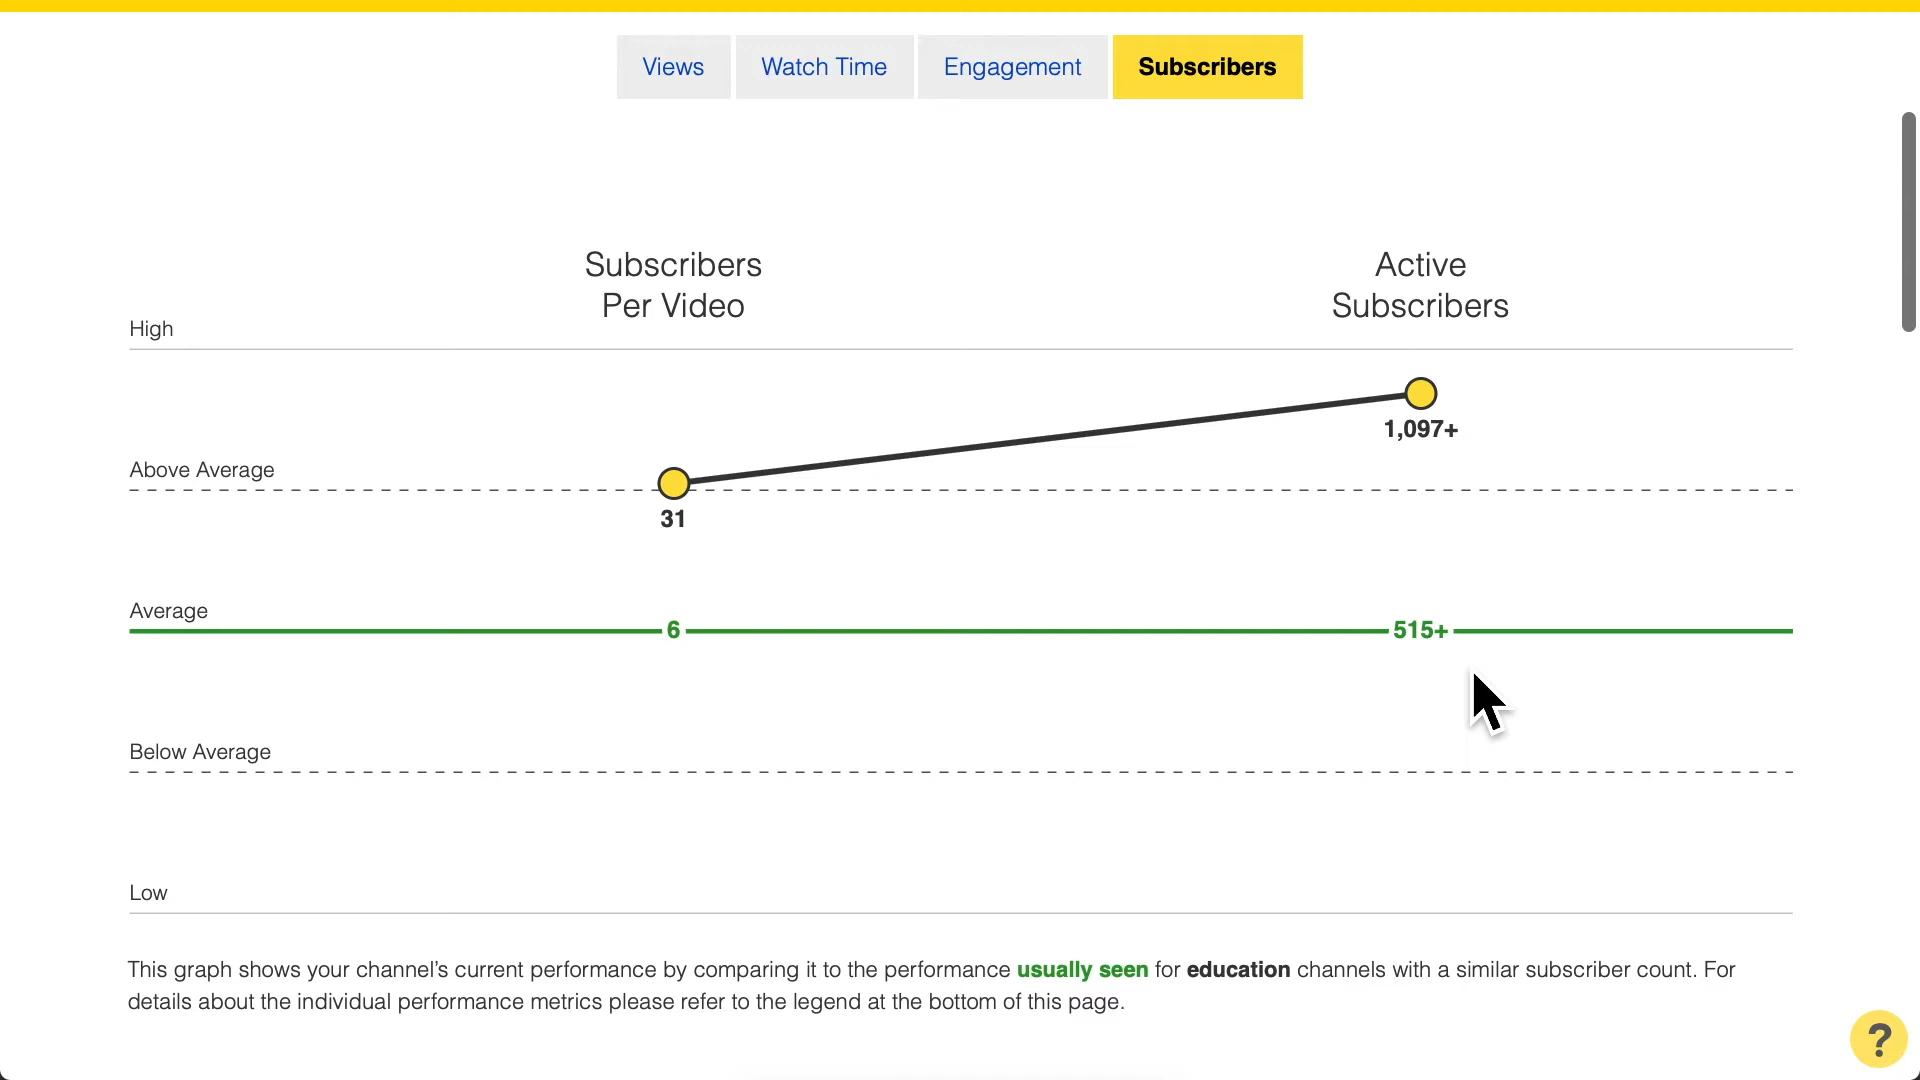 Views
Watch Time
Engagement
Subscribers
Subscribers
Per Video
Active
Subscribers
High
1,097+
Above Average
31
Average
6
515+
Below Average
Low
This graph shows your channel’s current performance by comparing it to the performance usually seen for education channels with a similar subscriber count. For
details about the individual performance metrics please refer to the legend at the bottom of this page.
?